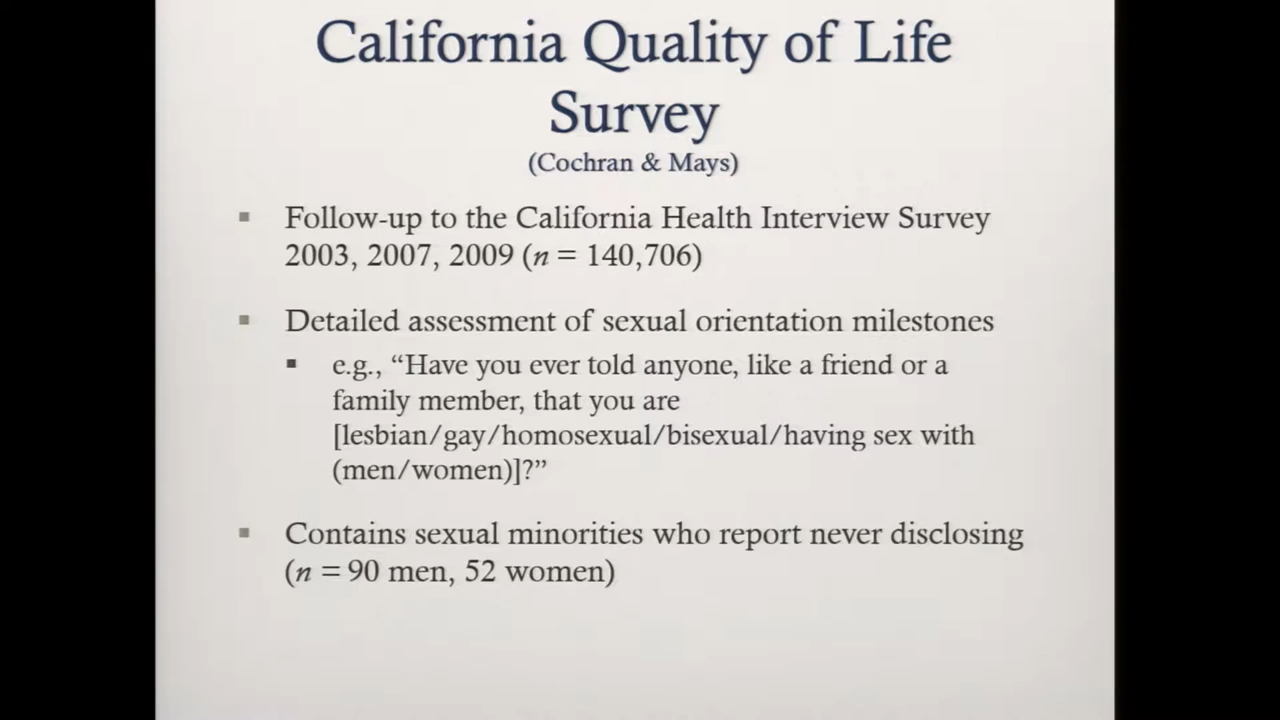 California Quality of Life
Survey
(Cochran & Mays)
▪ Follow-up to the California Health Interview Survey
2003, 2007, 2009 (n = 140,706)
▪ Detailed assessment of sexual orientation milestones
▪ e.g., “Have you ever told anyone, like a friend or a
family member, that you are
[lesbian/gay/homosexual/bisexual/having sex with
(men/women)]?”
▪ Contains sexual minorities who report never disclosing
(n = 90 men, 52 women)